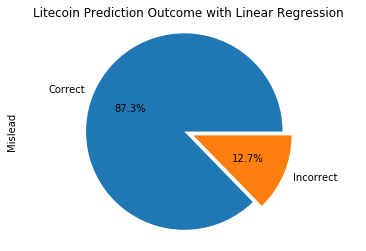 Litecoin Prediction Outcome with Linear Regression
Correct
87.3%
Mislead
12.7%
Incorrect